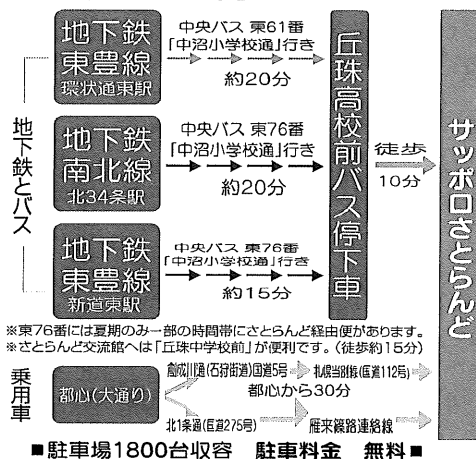 地下鉄とバス
地下鉄
東豊線
環状通東駅
中央バス 東61番
「中沼小学校通」行き
約20分
地下鉄
南北線
北34条駅
中央バス 東76番
「中沼小学校通」行き
約20分
地下鉄
東豊線
新道東駅
中央バス 東76番
「中沼小学校通」行き
約15分
丘珠高校前バス停下車
徒歩
10分
サッポロさとらんど
※東76番には夏期のみ一部の時間帯にさとらんど経由便があります。
※さとらんど交流館へは「丘珠中学校前」が便利です。(徒歩約15分)
乗用車
都心(大通り)
創成川通(石狩街道)国道5号
札幌当別線(道道112号)
都心から30分
北1条通(国道275号)
雁来篠路連絡線
■駐車場1800台収容 駐車料金 無料■